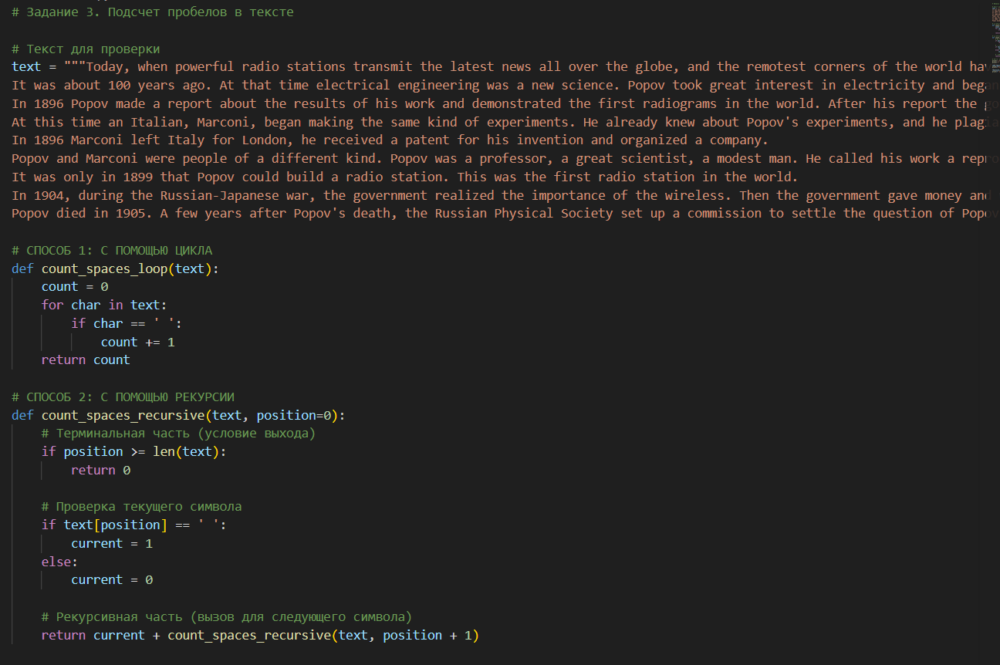 # Задание 3. Подсчет пробелов в тексте
# Текст для проверки
text = """Today, when powerful radio stations transmit the latest news all over the globe, and the remotest corners of the world
It was about 100 years ago. At that time electrical engineering was a new science. Popov took great interest in electricity and
In 1896 Popov made a report about the results of his work and demonstrated the first radiograms in the world. After his report the
At this time an Italian, Marconi, began making the same kind of experiments. He already knew about Popov's experiments, and he
In 1896 Marconi left Italy for London, he received a patent for his invention and organized a company.
Popov and Marconi were people of a different kind. Popov was a professor, a great scientist, a modest man. He called his work a
It was only in 1899 that Popov could build a radio station. This was the first radio station in the world.
In 1904, during the Russian-Japanese war, the government realized the importance of the wireless. Then the government gave money and
Popov died in 1905. A few years after Popov's death, the Russian Physical Society set up a commission to settle the question of
# СПОСОБ 1: С ПОМОЩЬЮ ЦИКЛА
def count_spaces_loop(text):
    count = 0
    for char in text:
        if char == ' ':
            count += 1
    return count
# СПОСОБ 2: С ПОМОЩЬЮ РЕКУРСИИ
def count_spaces_recursive(text, position=0):
    # Терминальная часть (условие выхода)
    if position >= len(text):
        return 0
    # Проверка текущего символа
    if text[position] == ' ':
        current = 1
    else:
        current = 0
    # Рекурсивная часть (вызов для следующего символа)
    return current + count_spaces_recursive(text, position + 1)